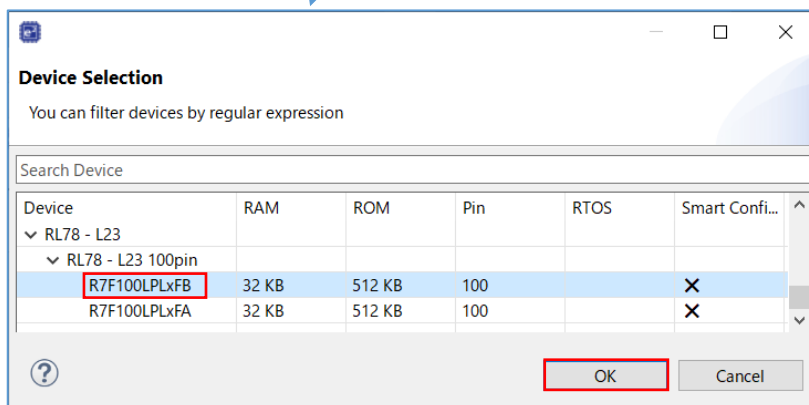 Device Selection
You can filter devices by regular expression
Search Device
Device RAM ROM Pin RTOS Smart Confi...
RL78 - L23
RL78 - L23 100pin
R7F100LPLxFB 32 KB 512 KB 100
R7F100LPLxFA 32 KB 512 KB 100
OK Cancel